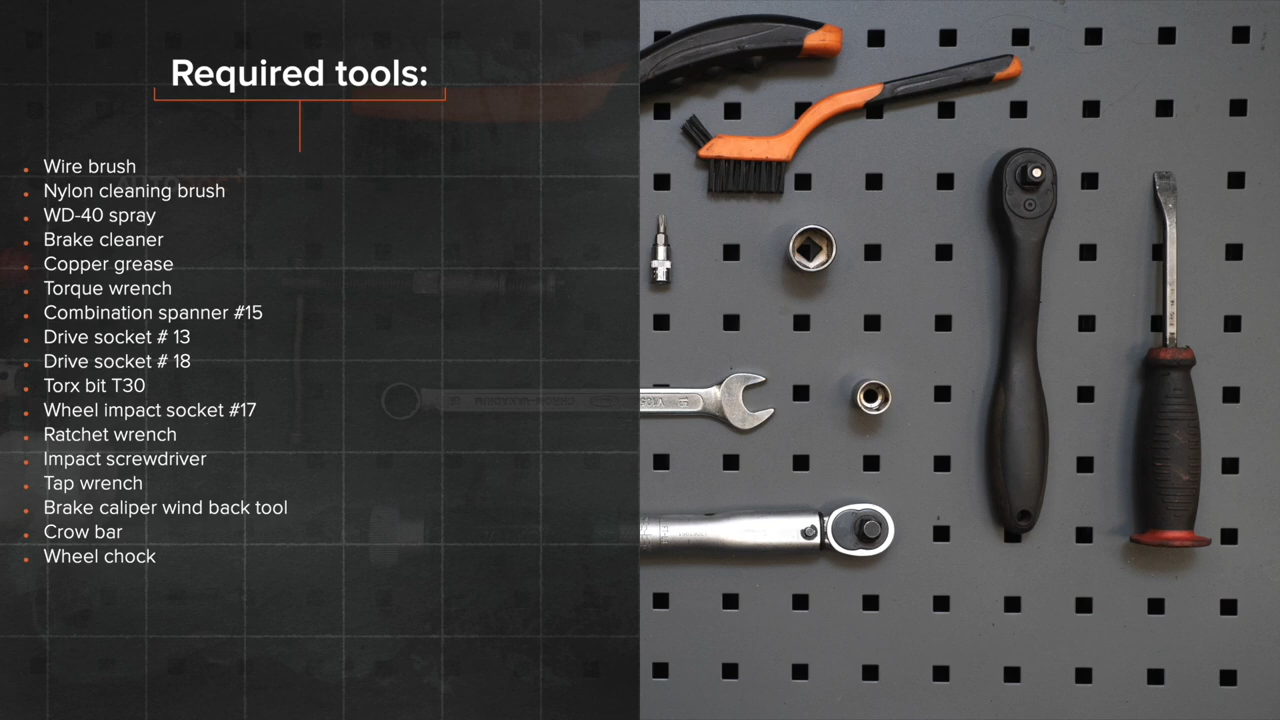 Required tools:
Wire brush
Nylon cleaning brush
WD-40 spray
Brake cleaner
Copper grease
Torque wrench
Combination spanner #15
Drive socket # 13
Drive socket # 18
Torx bit T30
Wheel impact socket #17
Ratchet wrench
Impact screwdriver
Tap wrench
Brake caliper wind back tool
Crow bar
Wheel chock